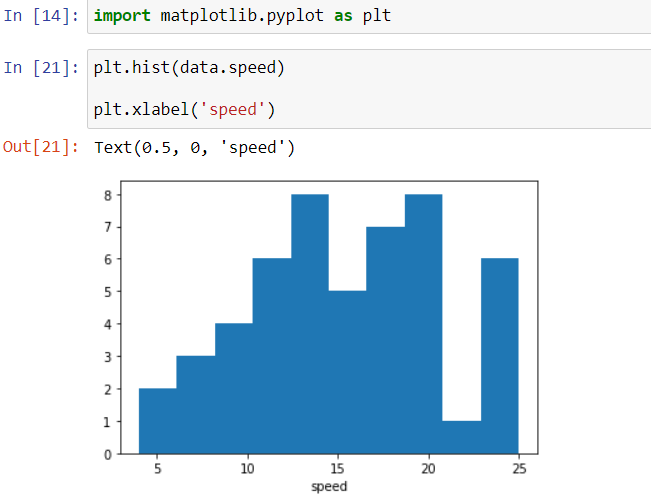 In [14]: import matplotlib.pyplot as plt
In [21]: plt.hist(data.speed)
plt.xlabel('speed')
Out[21]: Text(0.5, 0, 'speed')
8
7
6
5
4
3
2
1
0
5 10 15 20 25
speed